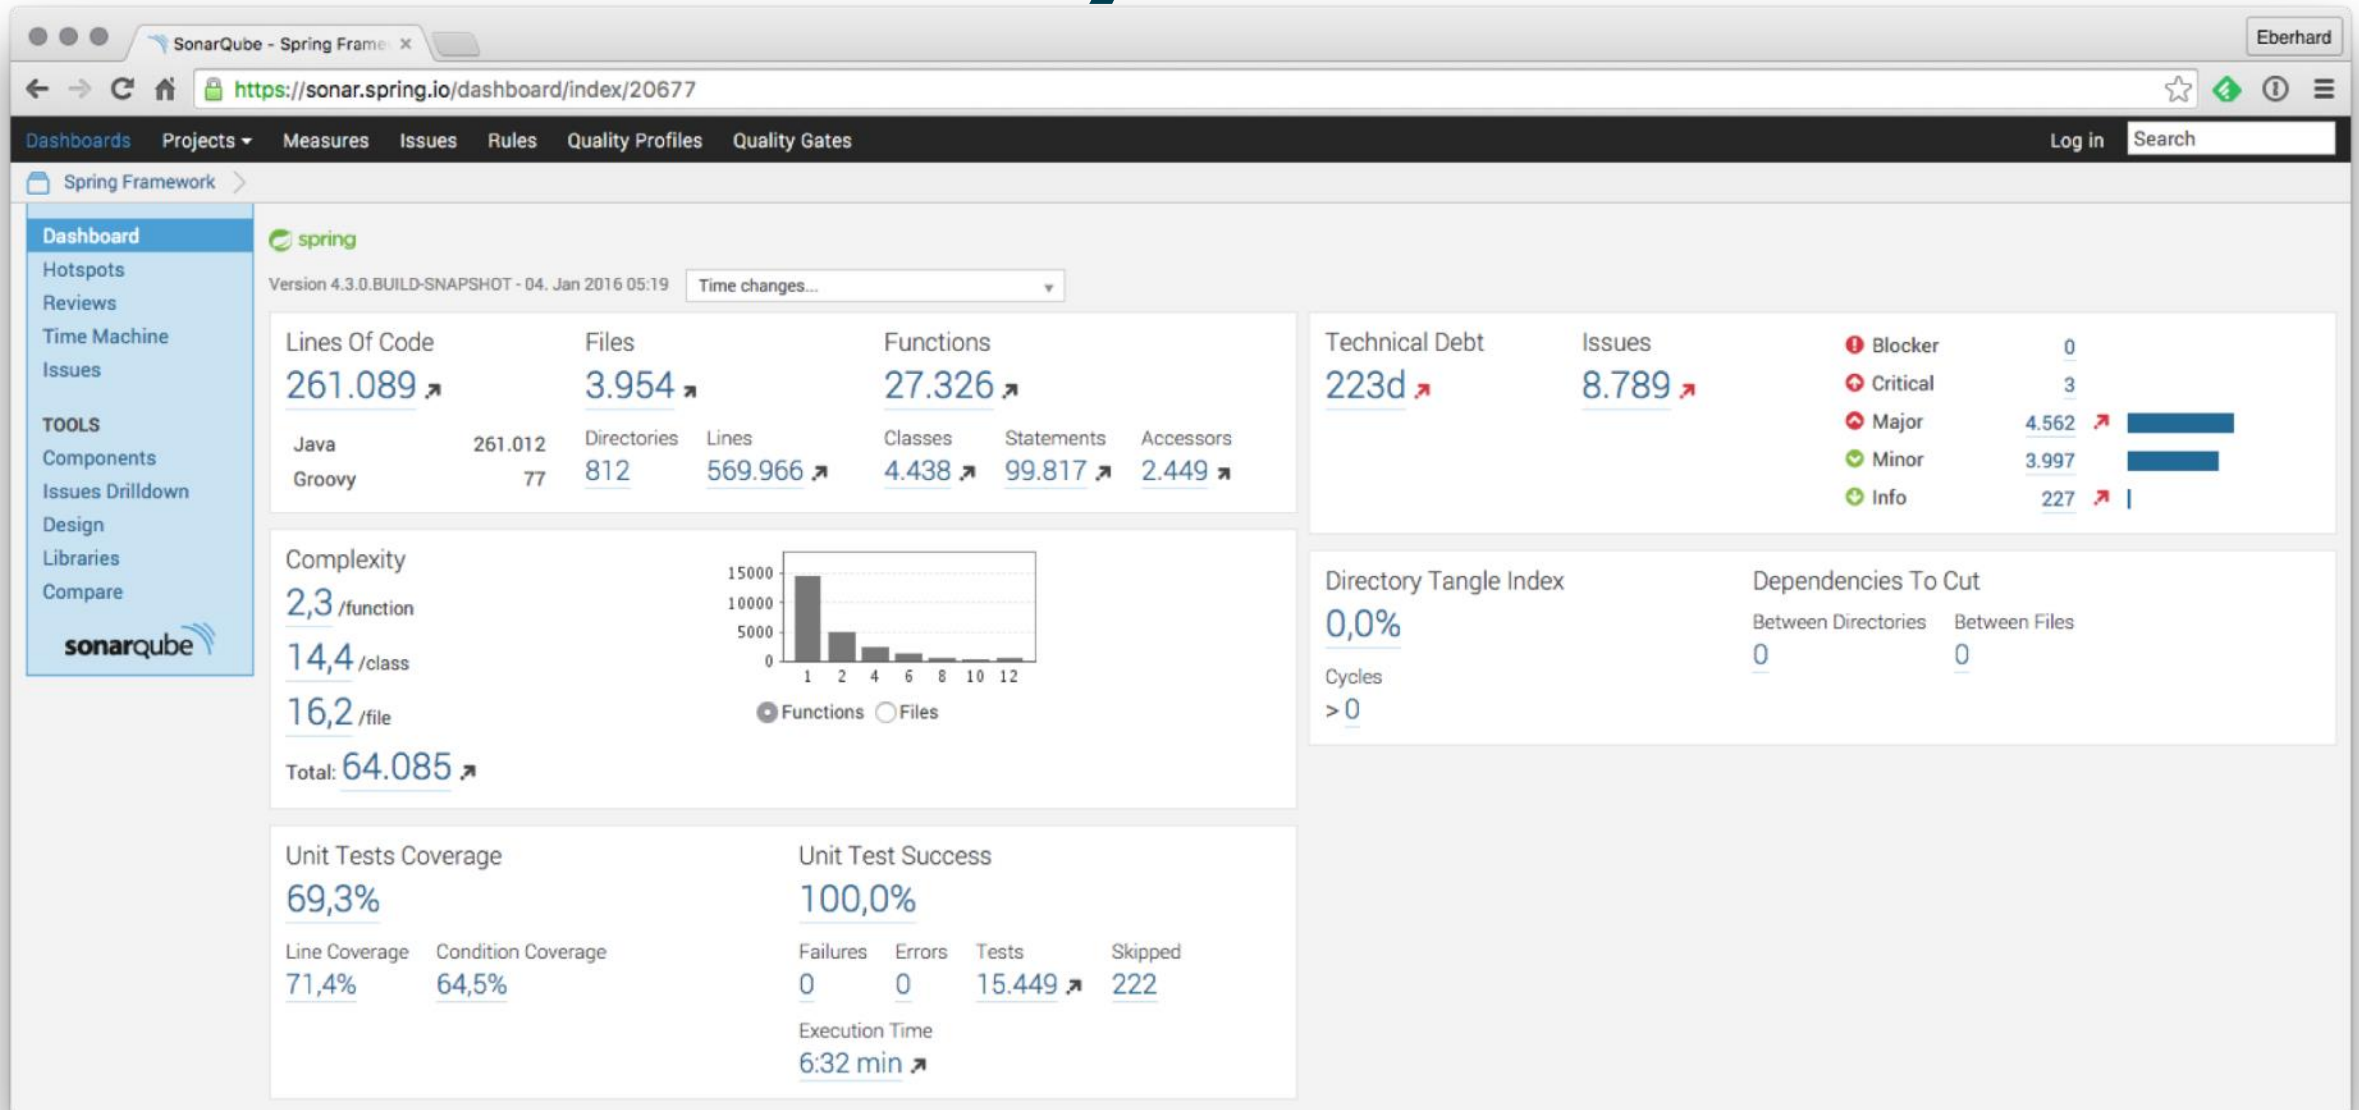 SonarQube - Spring Frame
Eberhard
https://sonar.spring.io/dashboard/index/20677
Dashboards Projects Measures Issues Rules Quality Profiles Quality Gates Log in Search
Spring Framework
Dashboard
Hotspots
Reviews
Time Machine
Issues
TOOLS
Components
Issues Drilldown
Design
Libraries
Compare
sonarqube
spring
Version 4.3.0.BUILD-SNAPSHOT - 04. Jan 2016 05:19 Time changes...
Lines Of Code Files Functions
261.089 3.954 27.326
Java 261.012
Groovy 77
Directories Lines Classes Statements Accessors
812 569.966 4.438 99.817 2.449
Complexity
2,3 /function
14,4 /class
16,2 /file
Total: 64.085
15000
10000
5000
0
1 2 4 6 8 10 12
Functions Files
Unit Tests Coverage
69,3%
Line Coverage Condition Coverage
71,4% 64,5%
Unit Test Success
100,0%
Failures Errors Tests Skipped
0 0 15.449 222
Execution Time
6:32 min
Technical Debt Issues
223d 8.789
Blocker 0
Critical 3
Major 4.562
Minor 3.997
Info 227
Directory Tangle Index
0,0%
Cycles
> 0
Dependencies To Cut
Between Directories Between Files
0 0